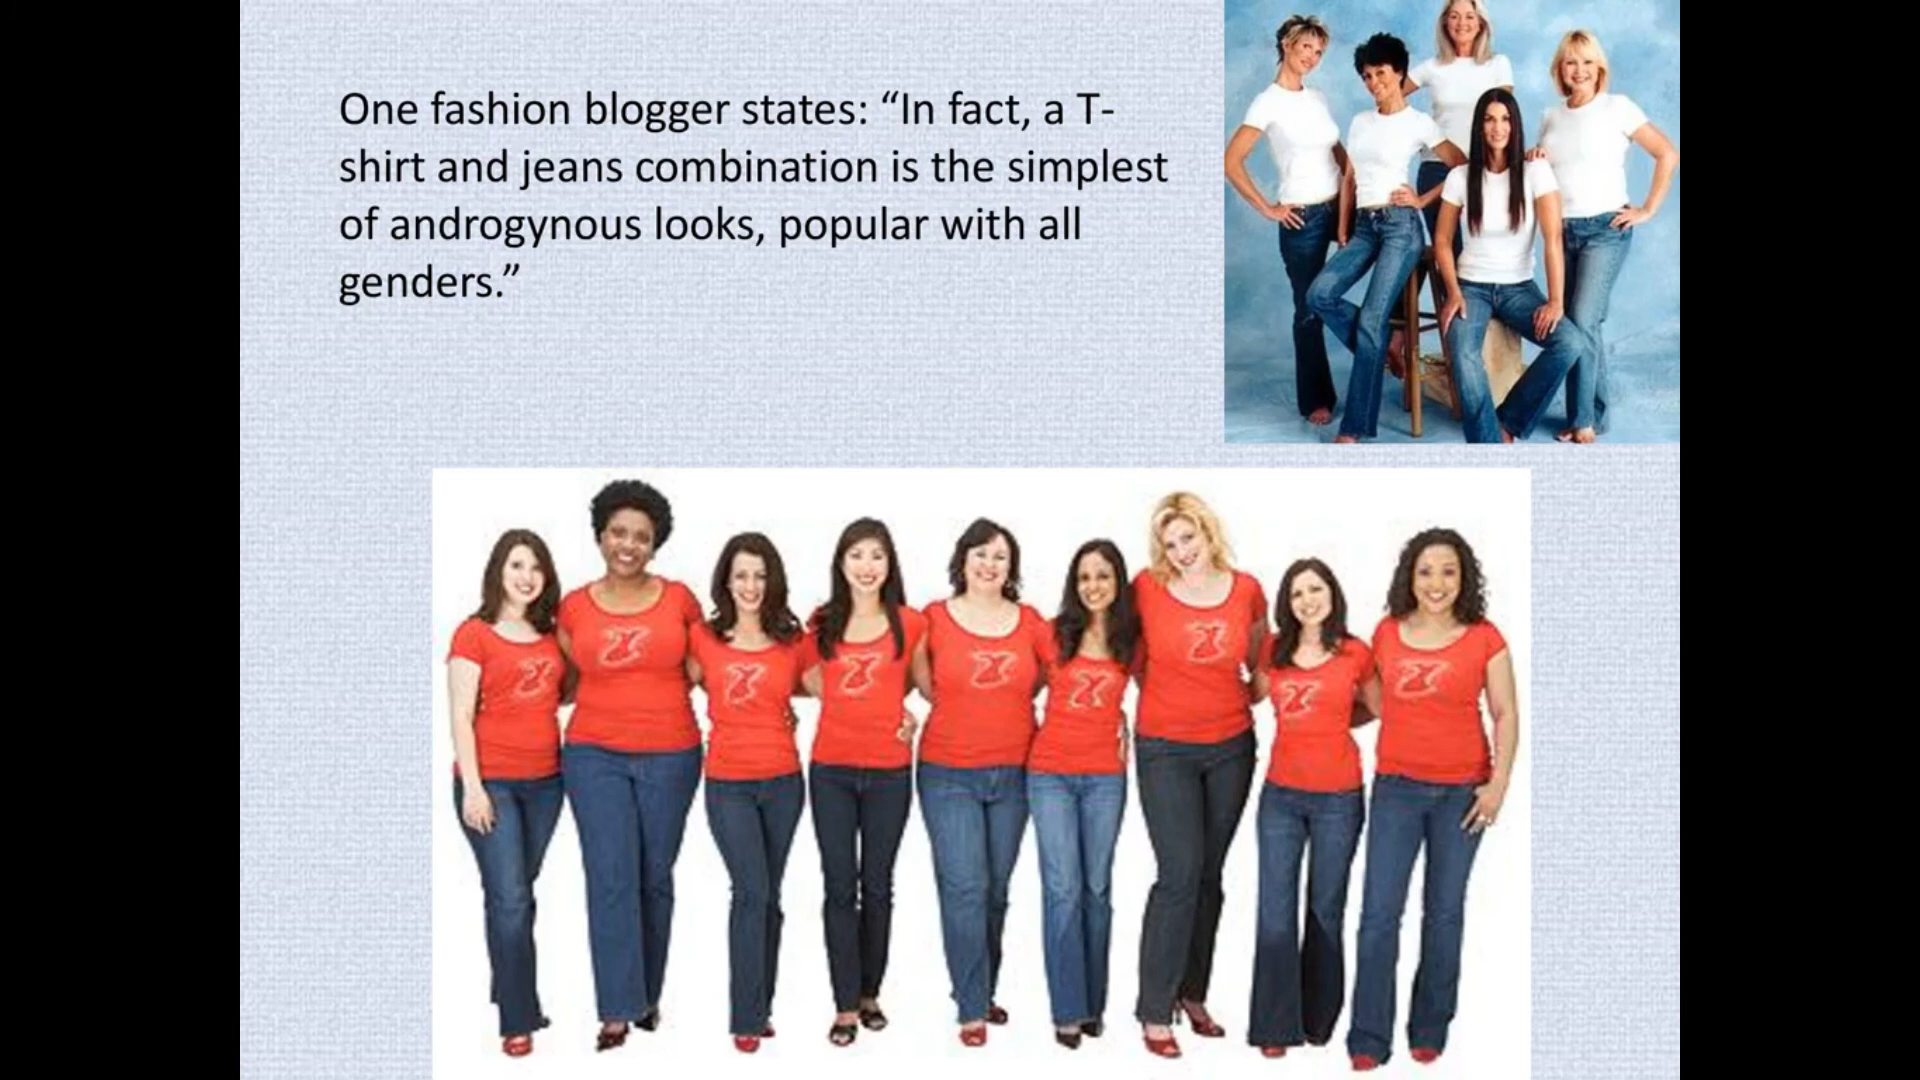 One fashion blogger states: “In fact, a T-
shirt and jeans combination is the simplest
of androgynous looks, popular with all
genders.”